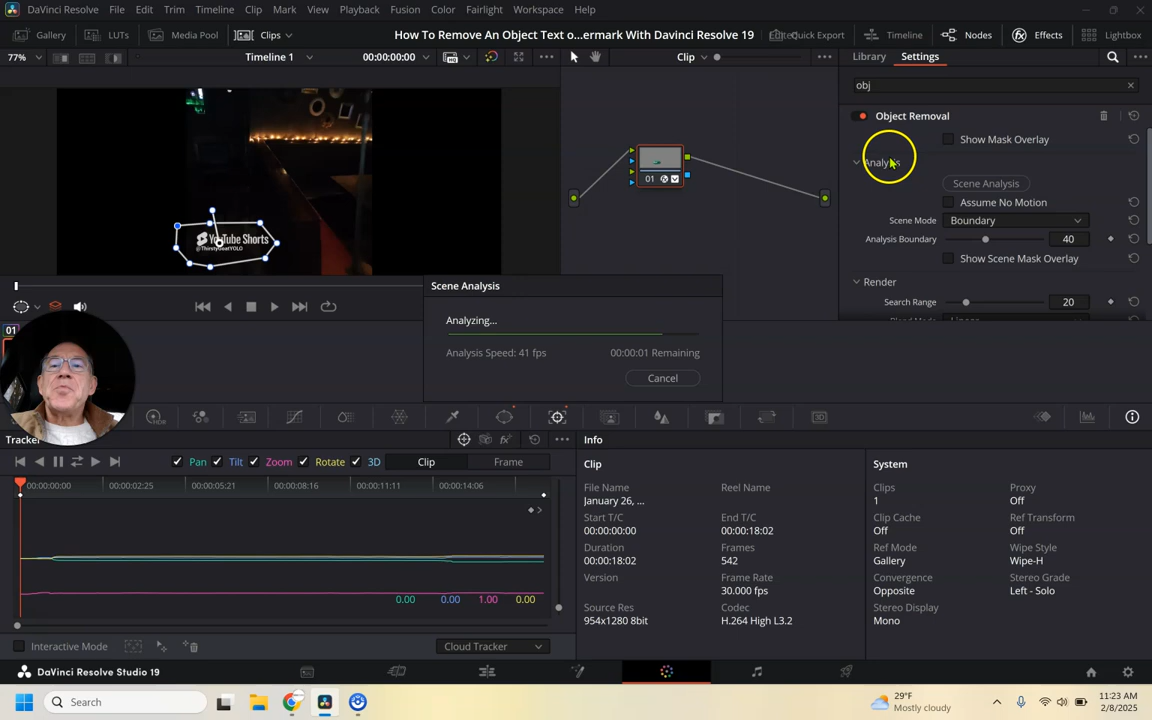 DaVinci Resolve File Edit Trim Timeline Clip Mark View Playback Fusion Color Fairlight Workspace Help
Gallery LUTs Media Pool Clips How To Remove An Object Text o...ermark With Davinci Resolve 19 Quick Export Timeline Nodes Effects Lightbox
77% Timeline 1 00:00:00:00 Clip Library Settings
obj
Object Removal
Show Mask Overlay
Analysis
Scene Analysis
Assume No Motion
Scene Mode Boundary
Analysis Boundary 40
Show Scene Mask Overlay
Render
Search Range 20
01
YouTube Shorts
@ThirstyGoatYOLO
Scene Analysis
Analyzing...
Analysis Speed: 41 fps 00:00:01 Remaining
Cancel
01
Tracker
Pan Tilt Zoom Rotate 3D Clip Frame
00:00:00:00 00:00:02:25 00:00:05:21 00:00:08:16 00:00:11:11 00:00:14:06
0.00 0.00 1.00 0.00
Interactive Mode Cloud Tracker
Info
Clip
File Name Reel Name
January 26, ...
Start T/C End T/C
00:00:00:00 00:00:18:02
Duration Frames
00:00:18:02 542
Version Frame Rate
30.000 fps
Source Res Codec
954x1280 8bit H.264 High L3.2
System
Clips Proxy
1 Off
Clip Cache Ref Transform
Off Off
Ref Mode Wipe Style
Gallery Wipe-H
Convergence Stereo Grade
Opposite Left - Solo
Stereo Display
Mono
DaVinci Resolve Studio 19
Search
29°F
Mostly cloudy
11:23 AM
2/8/2025